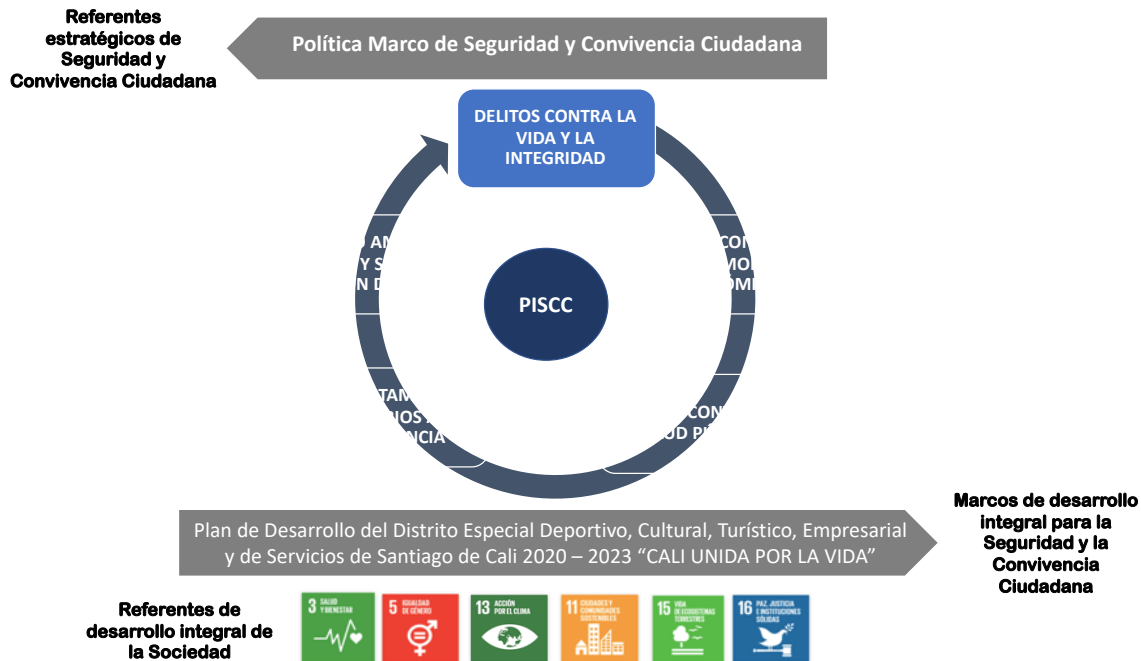 Referentes
estratégicos de
Seguridad y
Convivencia Ciudadana
Política Marco de Seguridad y Convivencia Ciudadana
DELITOS CONTRA LA
VIDA Y LA
INTEGRIDAD
PISCC
Plan de Desarrollo del Distrito Especial Deportivo, Cultural, Turístico, Empresarial
y de Servicios de Santiago de Cali 2020 – 2023 “CALI UNIDA POR LA VIDA”
Marcos de desarrollo
integral para la
Seguridad y la
Convivencia
Ciudadana
Referentes de
desarrollo integral de
la Sociedad
3 SALUD
Y BIENESTAR
5 IGUALDAD
DE GÉNERO
13 ACCIÓN
POR EL CLIMA
11 CIUDADES Y
COMUNIDADES
SOSTENIBLES
15 VIDA
DE ECOSISTEMAS
TERRESTRES
16 PAZ, JUSTICIA
E INSTITUCIONES
SÓLIDAS